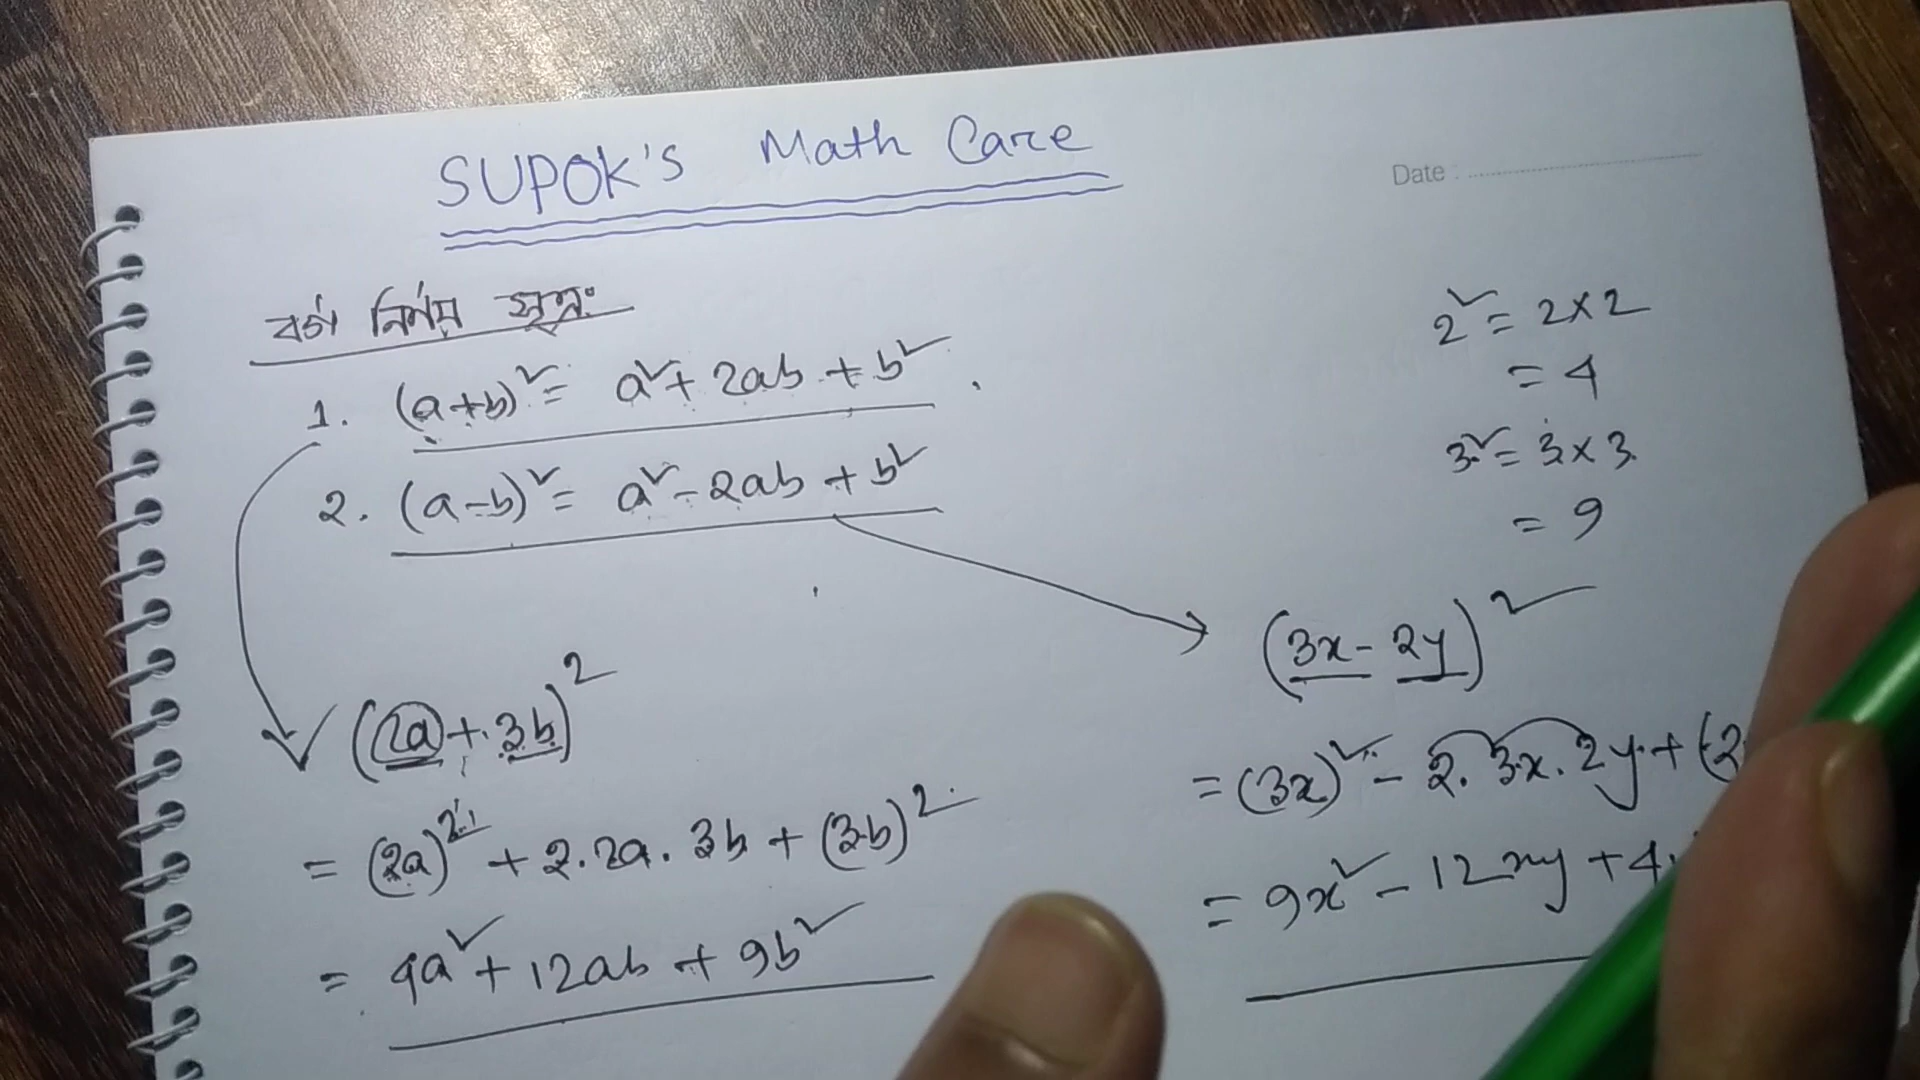 SUPOK'S Math Care
Date :
বর্গ নির্ণয় সূত্রঃ
1. (a+b)² = a² + 2ab + b²
2. (a-b)² = a² - 2ab + b²
2² = 2×2
= 4
3² = 3×3
= 9
(2a + 3b)²
= (2a)² + 2.2a.3b + (3b)²
= 4a² + 12ab + 9b²
(3x - 2y)²
= (3x)² - 2.3x.2y + (2
= 9x² - 12xy + 4